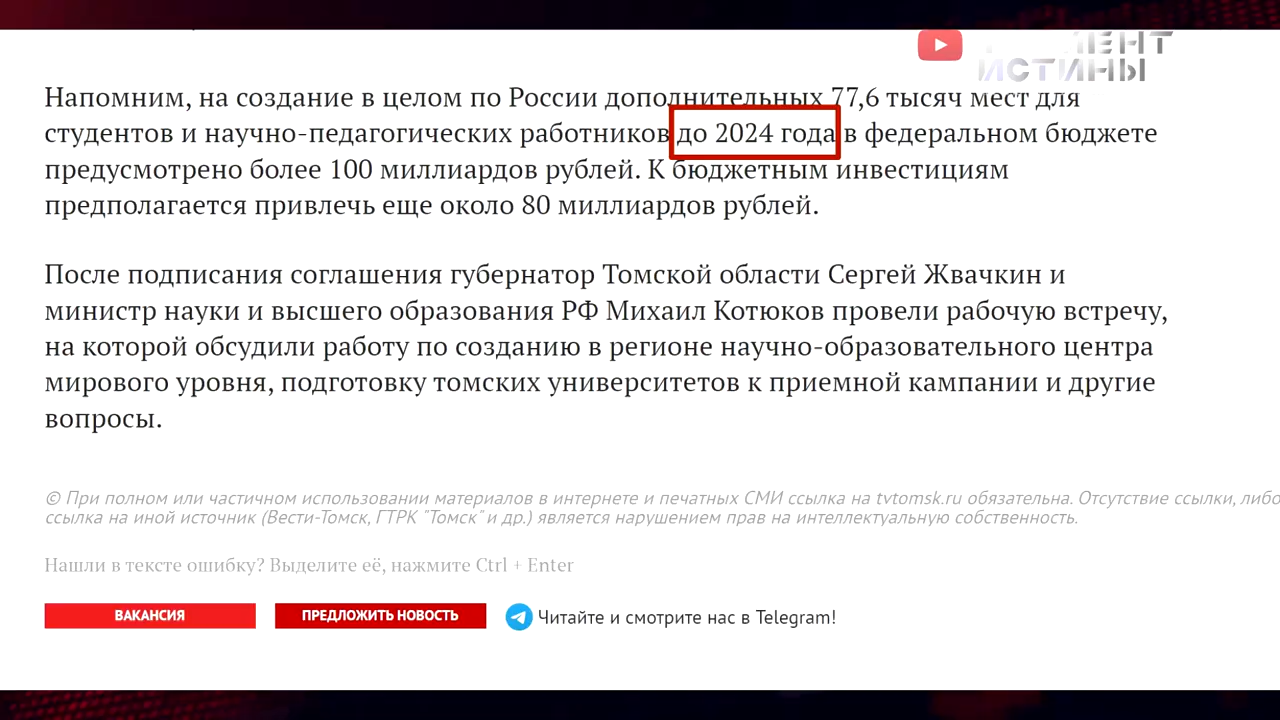 ИСТИНЫ
Напомним, на создание в целом по России дополнительных 77,6 тысяч мест для
студентов и научно-педагогических работников до 2024 года в федеральном бюджете
предусмотрено более 100 миллиардов рублей. К бюджетным инвестициям
предполагается привлечь еще около 80 миллиардов рублей.
После подписания соглашения губернатор Томской области Сергей Жвачкин и
министр науки и высшего образования РФ Михаил Котюков провели рабочую встречу,
на которой обсудили работу по созданию в регионе научно-образовательного центра
мирового уровня, подготовку томских университетов к приемной кампании и другие
вопросы.
© При полном или частичном использовании материалов в интернете и печатных СМИ ссылка на tvtomsk.ru обязательна. Отсутствие ссылки, либо
ссылка на иной источник (Вести-Томск, ГТРК "Томск" и др.) является нарушением прав на интеллектуальную собственность.
Нашли в тексте ошибку? Выделите её, нажмите Ctrl + Enter
ВАКАНСИЯ
ПРЕДЛОЖИТЬ НОВОСТЬ
Читайте и смотрите нас в Telegram!